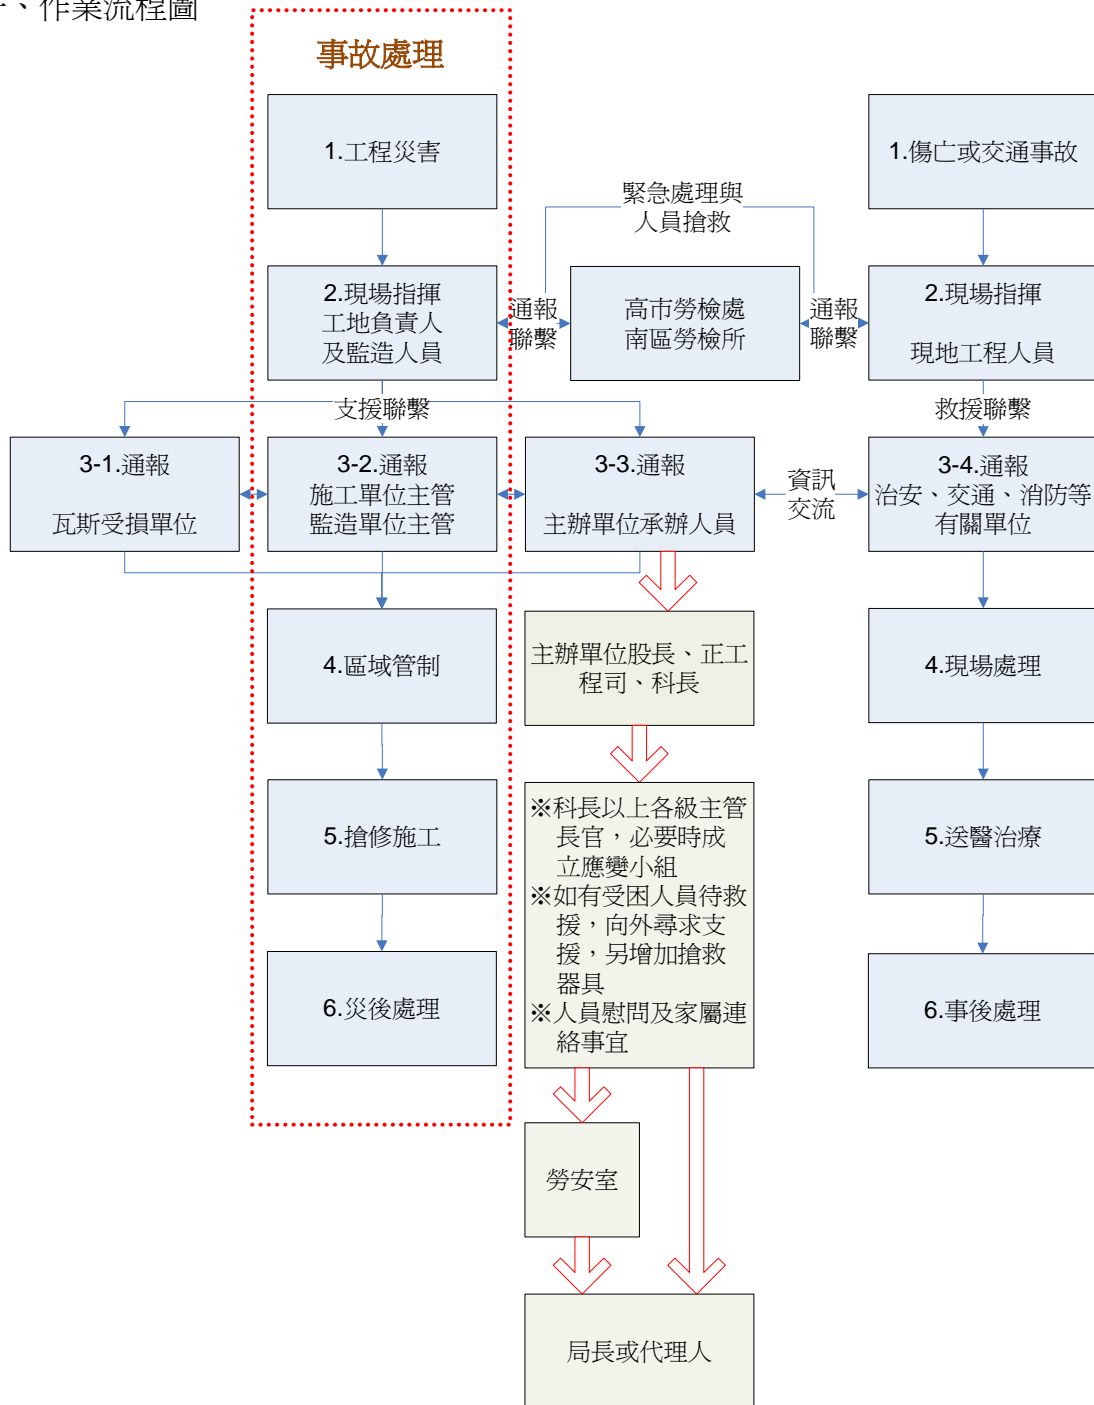 、作業流程圖
事故處理
1.工程災害
1.傷亡或交通事故
緊急處理與
人員搶救
2.現場指揮
工地負責人
及監造人員
通報
聯繫
高市勞檢處
南區勞檢所
通報
聯繫
2.現場指揮
現地工程人員
支援聯繫
救援聯繫
3-1.通報
瓦斯受損單位
3-2.通報
施工單位主管
監造單位主管
3-3.通報
主辦單位承辦人員
資訊
交流
3-4.通報
治安、交通、消防等
有關單位
4.區域管制
主辦單位股長、正工
程司、科長
4.現場處理
5.搶修施工
※科長以上各級主管
長官，必要時成
立應變小組
※如有受困人員待救
援，向外尋求支
援，另增加搶救
器具
※人員慰問及家屬連
絡事宜
5.送醫治療
6.災後處理
6.事後處理
勞安室
局長或代理人